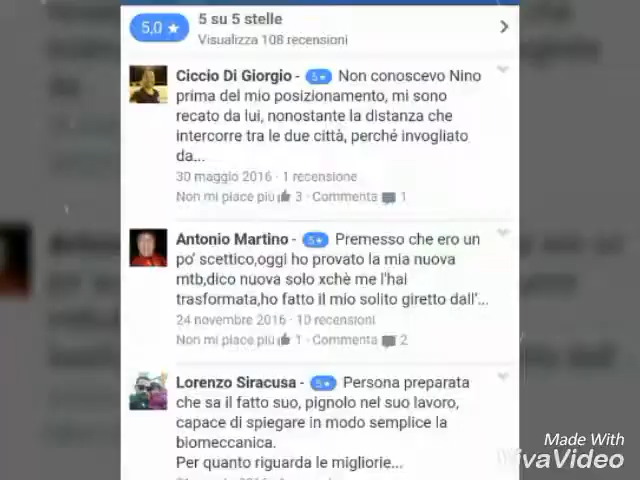 5,0 ★
5 su 5 stelle
Visualizza 108 recensioni
Ciccio Di Giorgio - 5★ Non conoscevo Nino
prima del mio posizionamento, mi sono
recato da lui, nonostante la distanza che
intercorre tra le due città, perché invogliato
da...
30 maggio 2016 · 1 recensione
Non mi piace più 3 · Commenta 1
Antonio Martino - 5★ Premesso che ero un
po' scettico,oggi ho provato la mia nuova
mtb,dico nuova solo xchè me l'hai
trasformata,ho fatto il mio solito giretto dall'...
24 novembre 2016 · 10 recensioni
Non mi piace più 1 · Commenta 2
Lorenzo Siracusa - 5★ Persona preparata
che sa il fatto suo, pignolo nel suo lavoro,
capace di spiegare in modo semplice la
biomeccanica.
Per quanto riguarda le migliorie...
Made With
VivaVideo